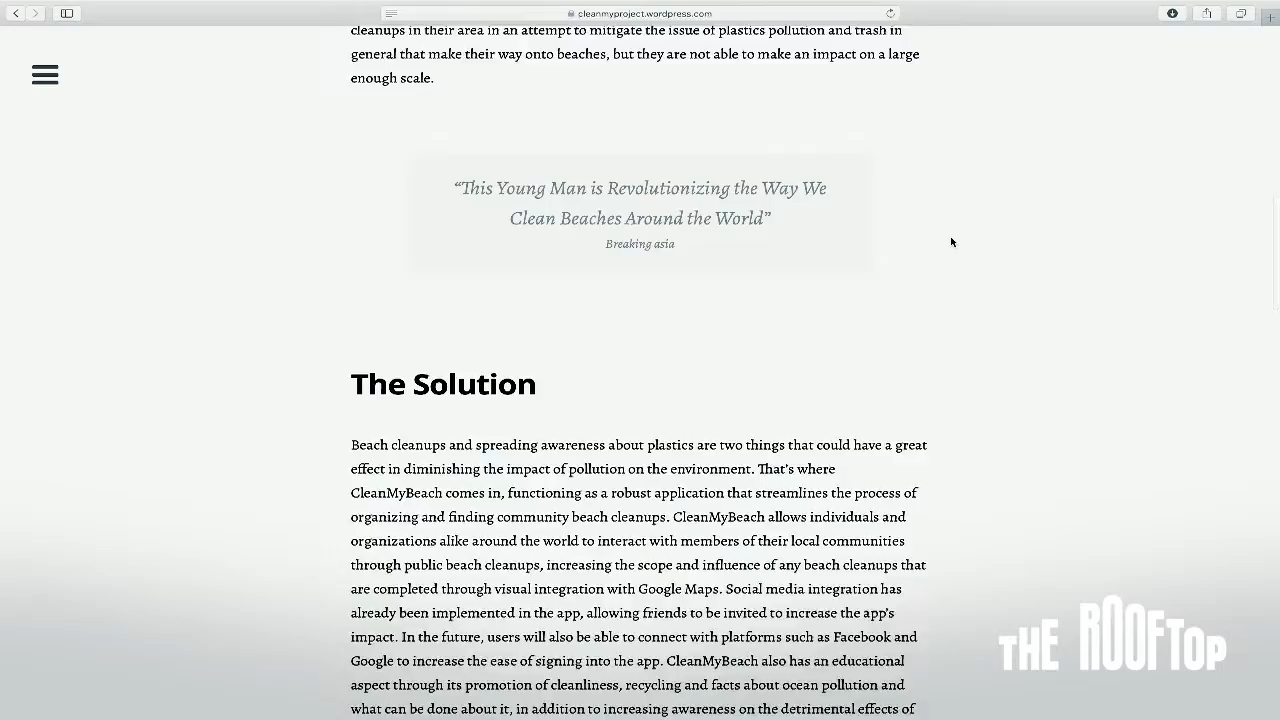 cleanmyproject.wordpress.com
cleanups in their area in an attempt to mitigate the issue of plastics pollution and trash in
general that make their way onto beaches, but they are not able to make an impact on a large
enough scale.
“This Young Man is Revolutionizing the Way We
Clean Beaches Around the World”
Breaking asia
The Solution
Beach cleanups and spreading awareness about plastics are two things that could have a great
effect in diminishing the impact of pollution on the environment. That’s where
CleanMyBeach comes in, functioning as a robust application that streamlines the process of
organizing and finding community beach cleanups. CleanMyBeach allows individuals and
organizations alike around the world to interact with members of their local communities
through public beach cleanups, increasing the scope and influence of any beach cleanups that
are completed through visual integration with Google Maps. Social media integration has
already been implemented in the app, allowing friends to be invited to increase the app’s
impact. In the future, users will also be able to connect with platforms such as Facebook and
Google to increase the ease of signing into the app. CleanMyBeach also has an educational
aspect through its promotion of cleanliness, recycling and facts about ocean pollution and
what can be done about it, in addition to increasing awareness on the detrimental effects of
THE ROOFTOP